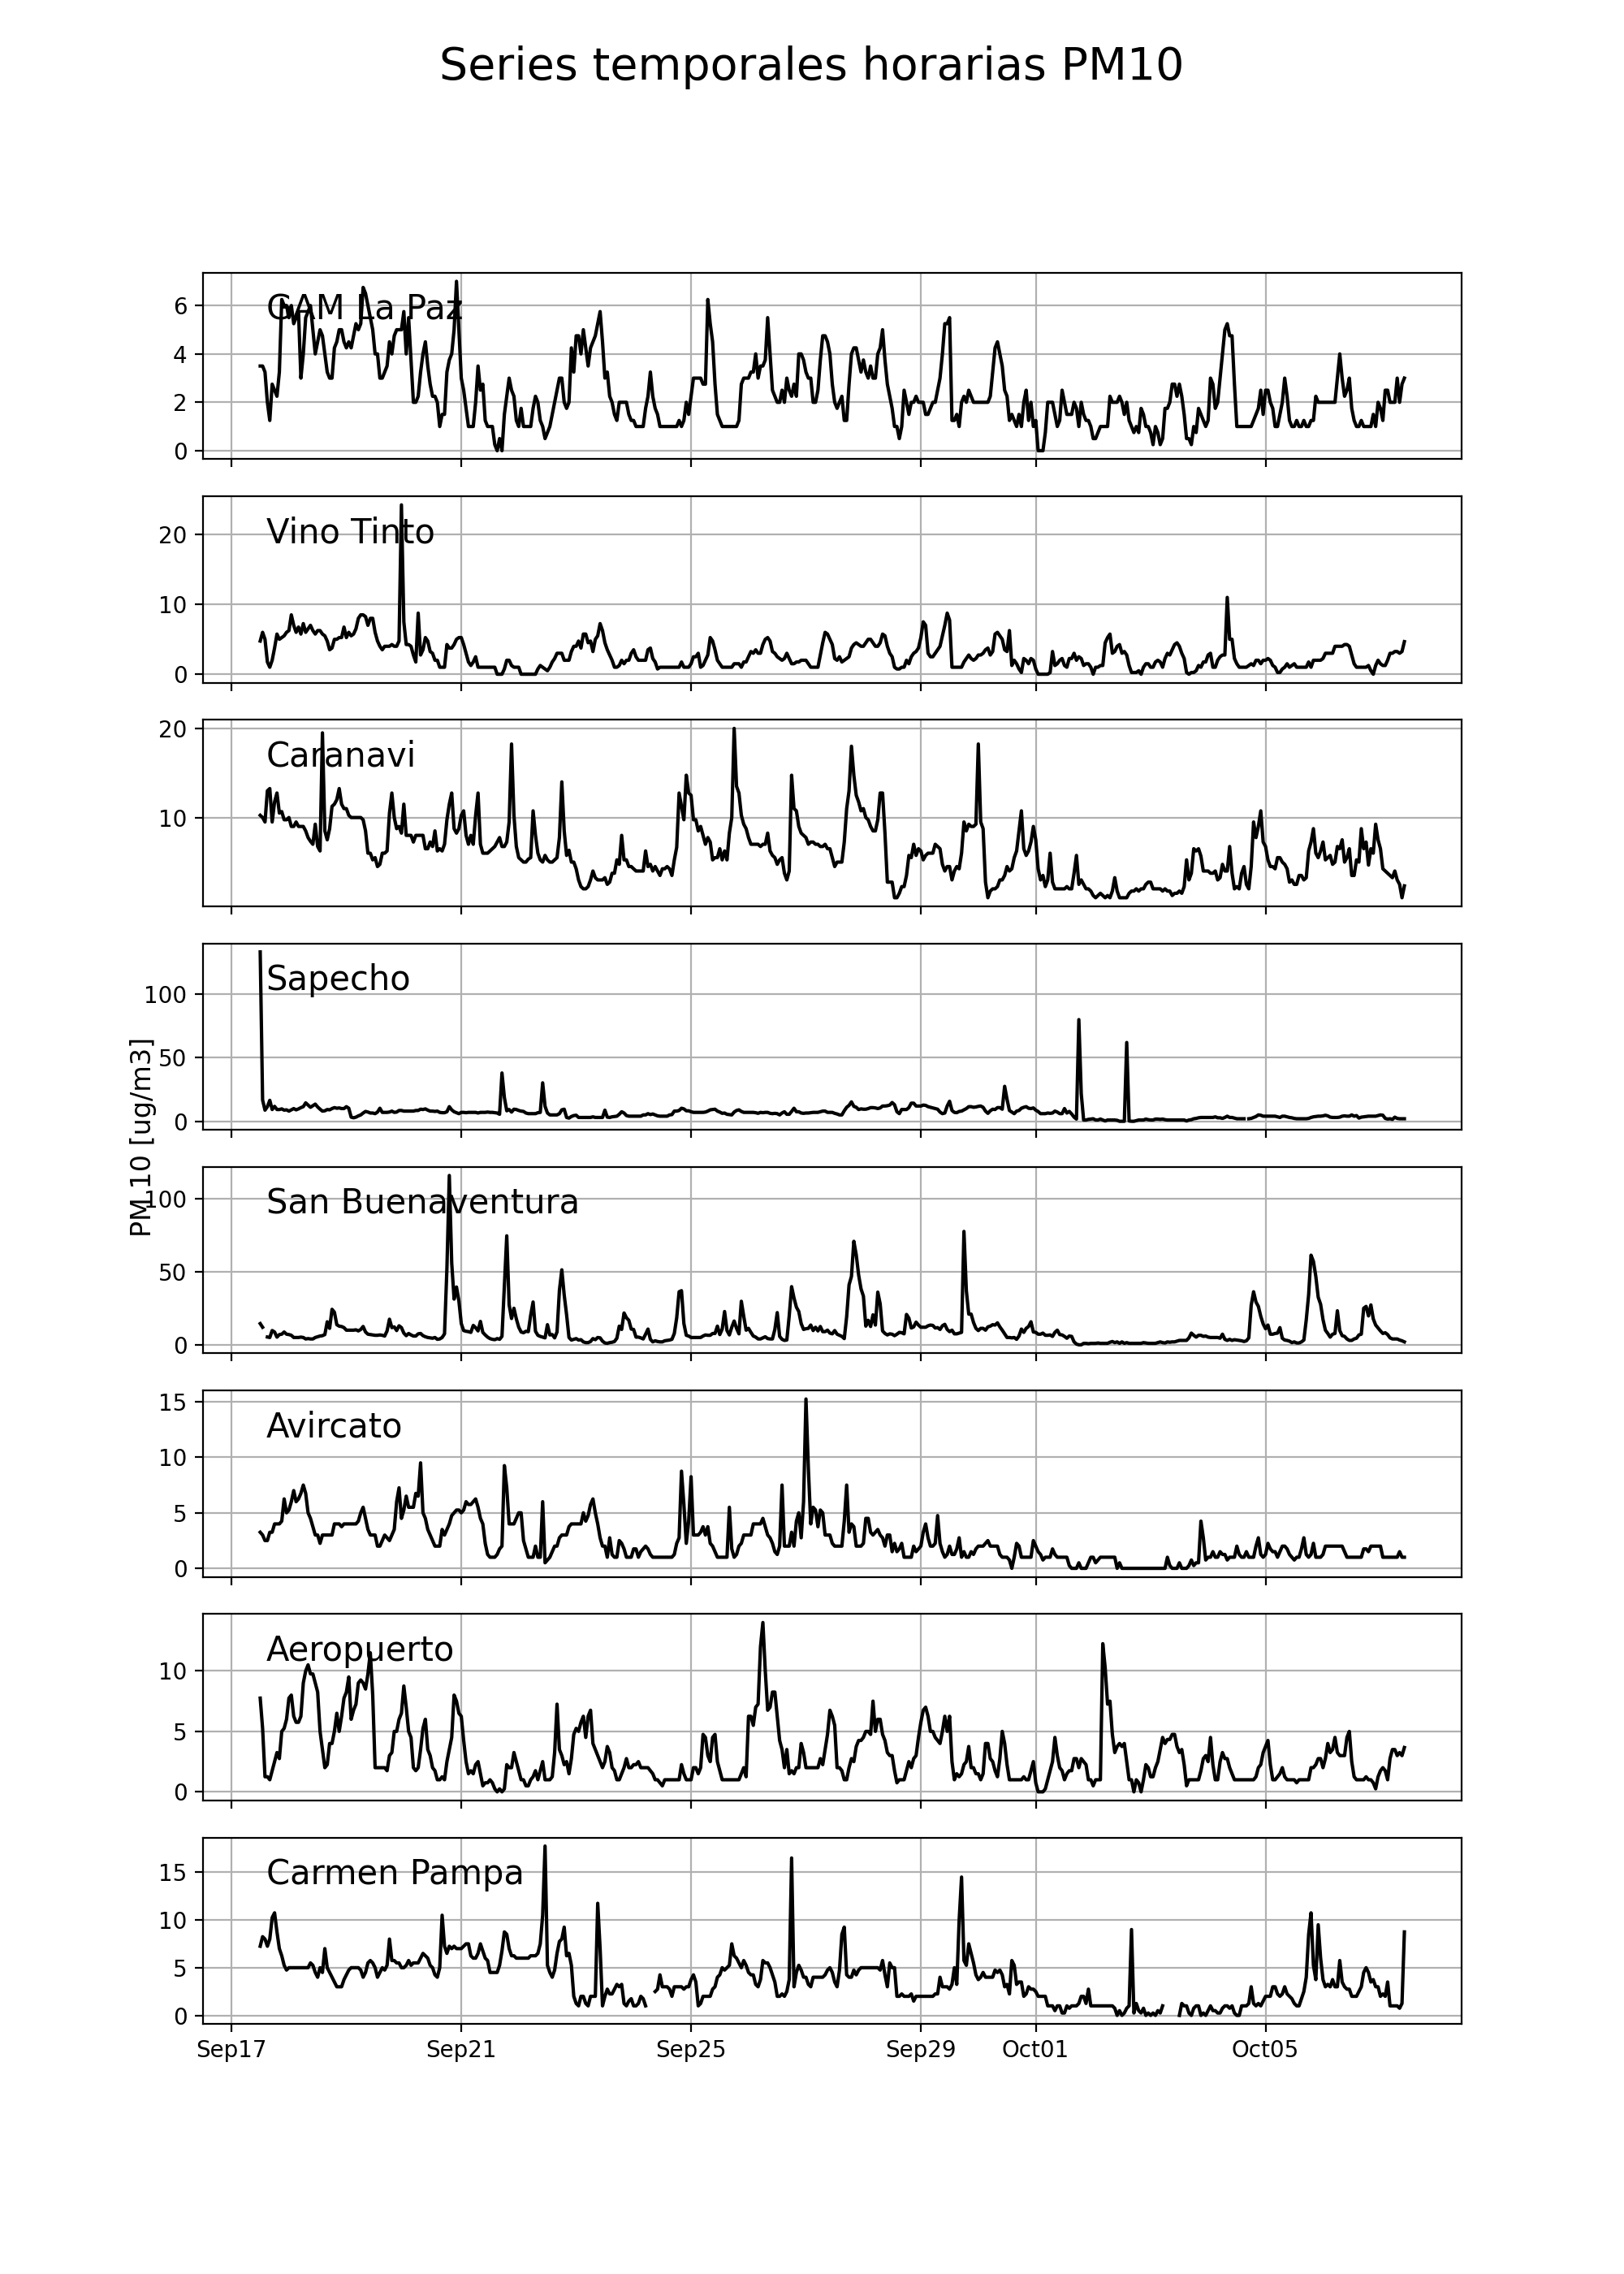 Series temporales horarias PM10
GAM La Paz
6
4
2
0
Vino Tinto
20
10
0
Caranavi
20
10
Sapecho
100
50
0
PM 10 [ug/m3]
San Buenaventura
100
50
0
Avircato
15
10
5
0
Aeropuerto
10
5
0
Carmen Pampa
15
10
5
0
Sep17 Sep21 Sep25 Sep29 Oct01 Oct05